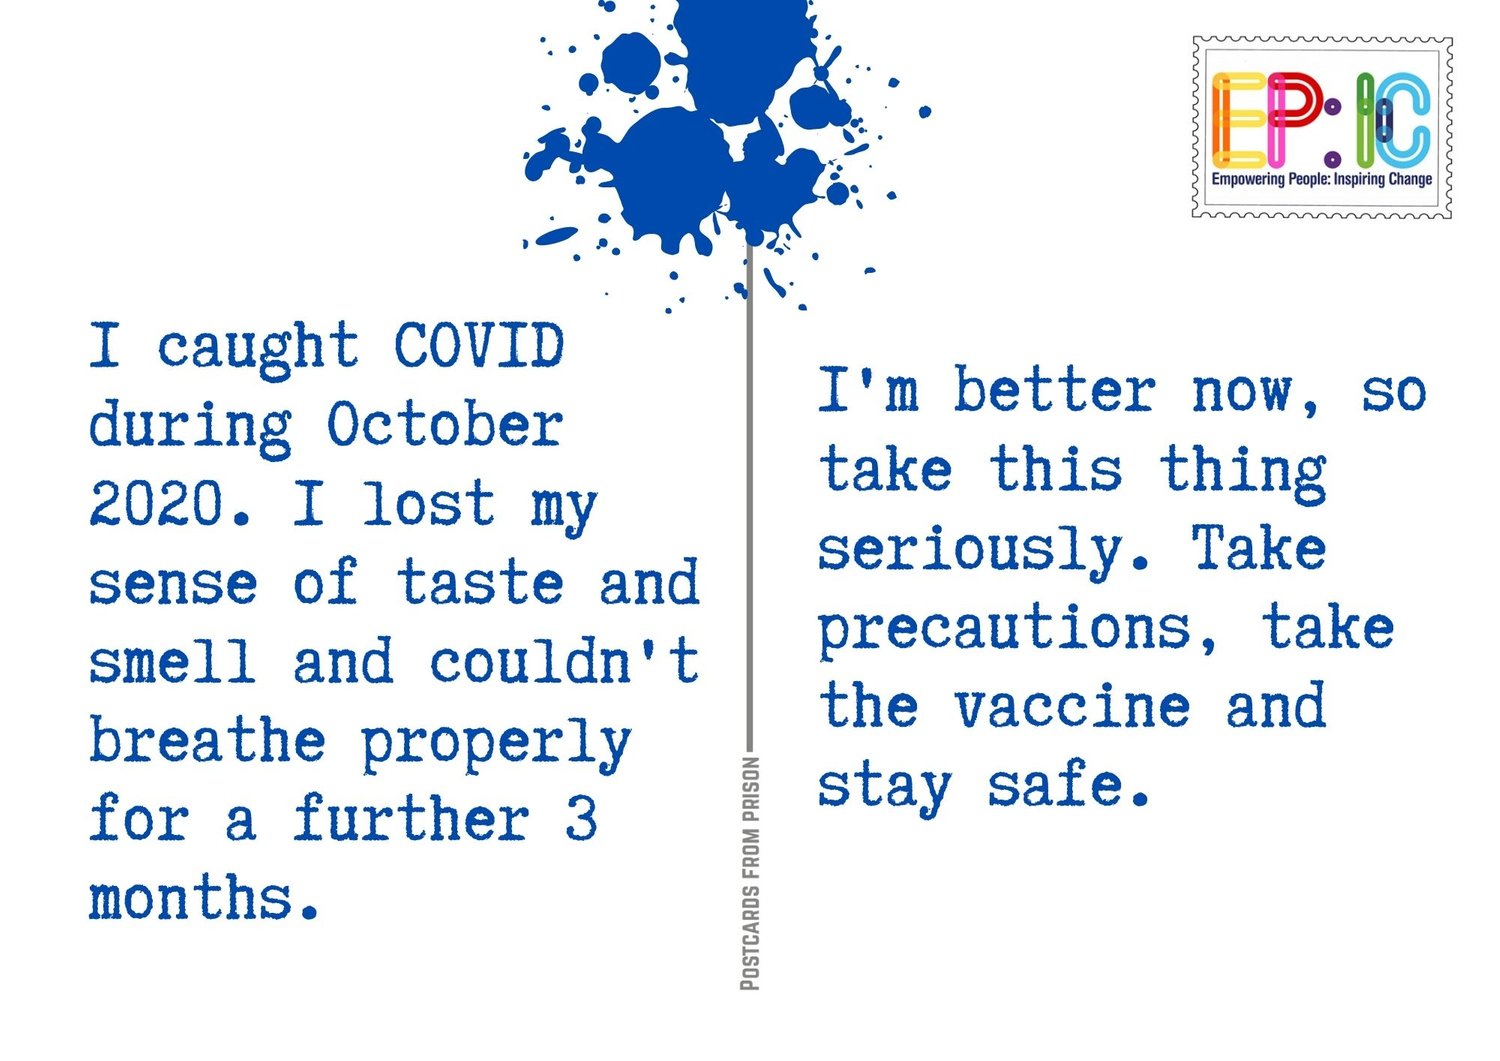 EP:IC
Empowering People: Inspiring Change
I caught COVID
during October
2020. I lost my
sense of taste and
smell and couldn't
breathe properly
for a further 3
months.
I'm better now, so
take this thing
seriously. Take
precautions, take
the vaccine and
stay safe.
POSTCARDS FROM PRISON